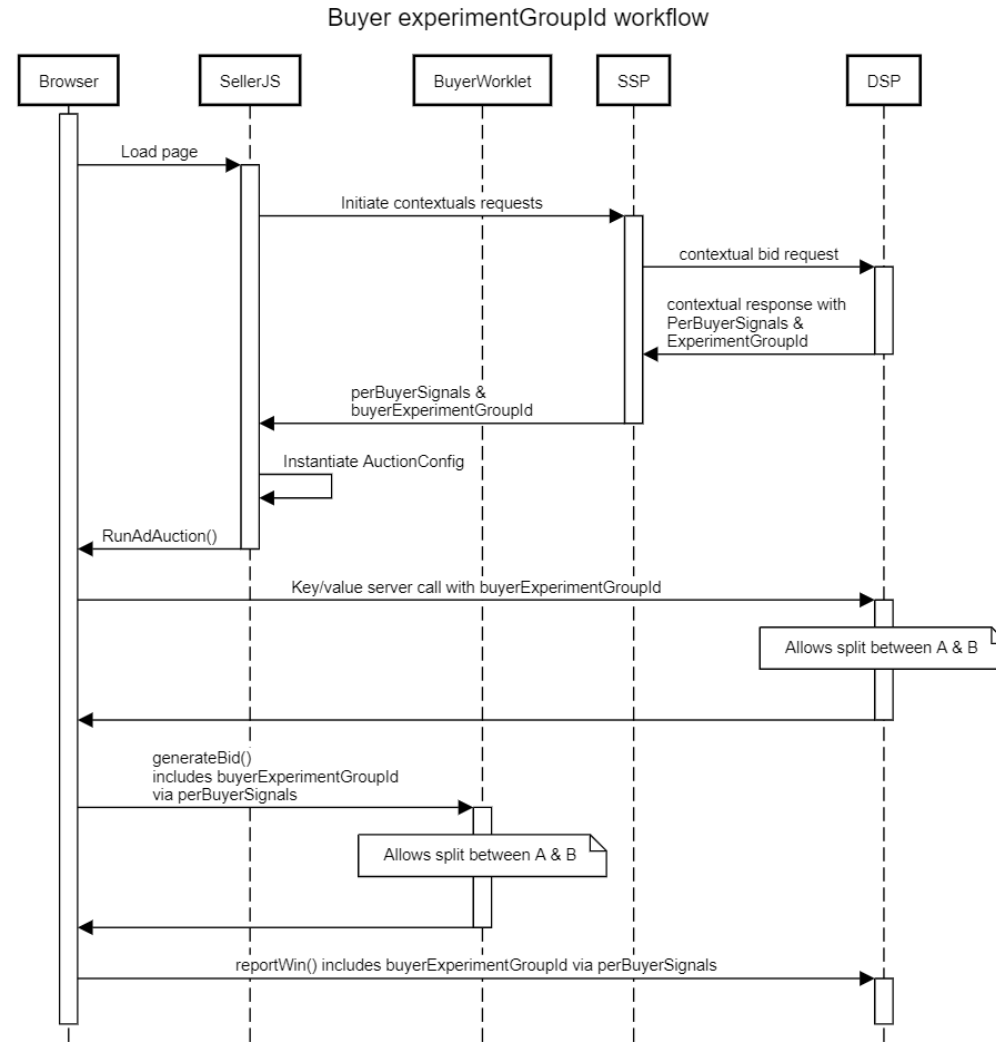 Buyer experimentGroupId workflow
Browser
SellerJS
BuyerWorklet
SSP
DSP
Load page
Initiate contextuals requests
contextual bid request
contextual response with
PerBuyerSignals &
ExperimentGroupId
perBuyerSignals &
buyerExperimentGroupId
Instantiate AuctionConfig
RunAdAuction()
Key/value server call with buyerExperimentGroupId
Allows split between A & B
generateBid()
includes buyerExperimentGroupId
via perBuyerSignals
Allows split between A & B
reportWin() includes buyerExperimentGroupId via perBuyerSignals